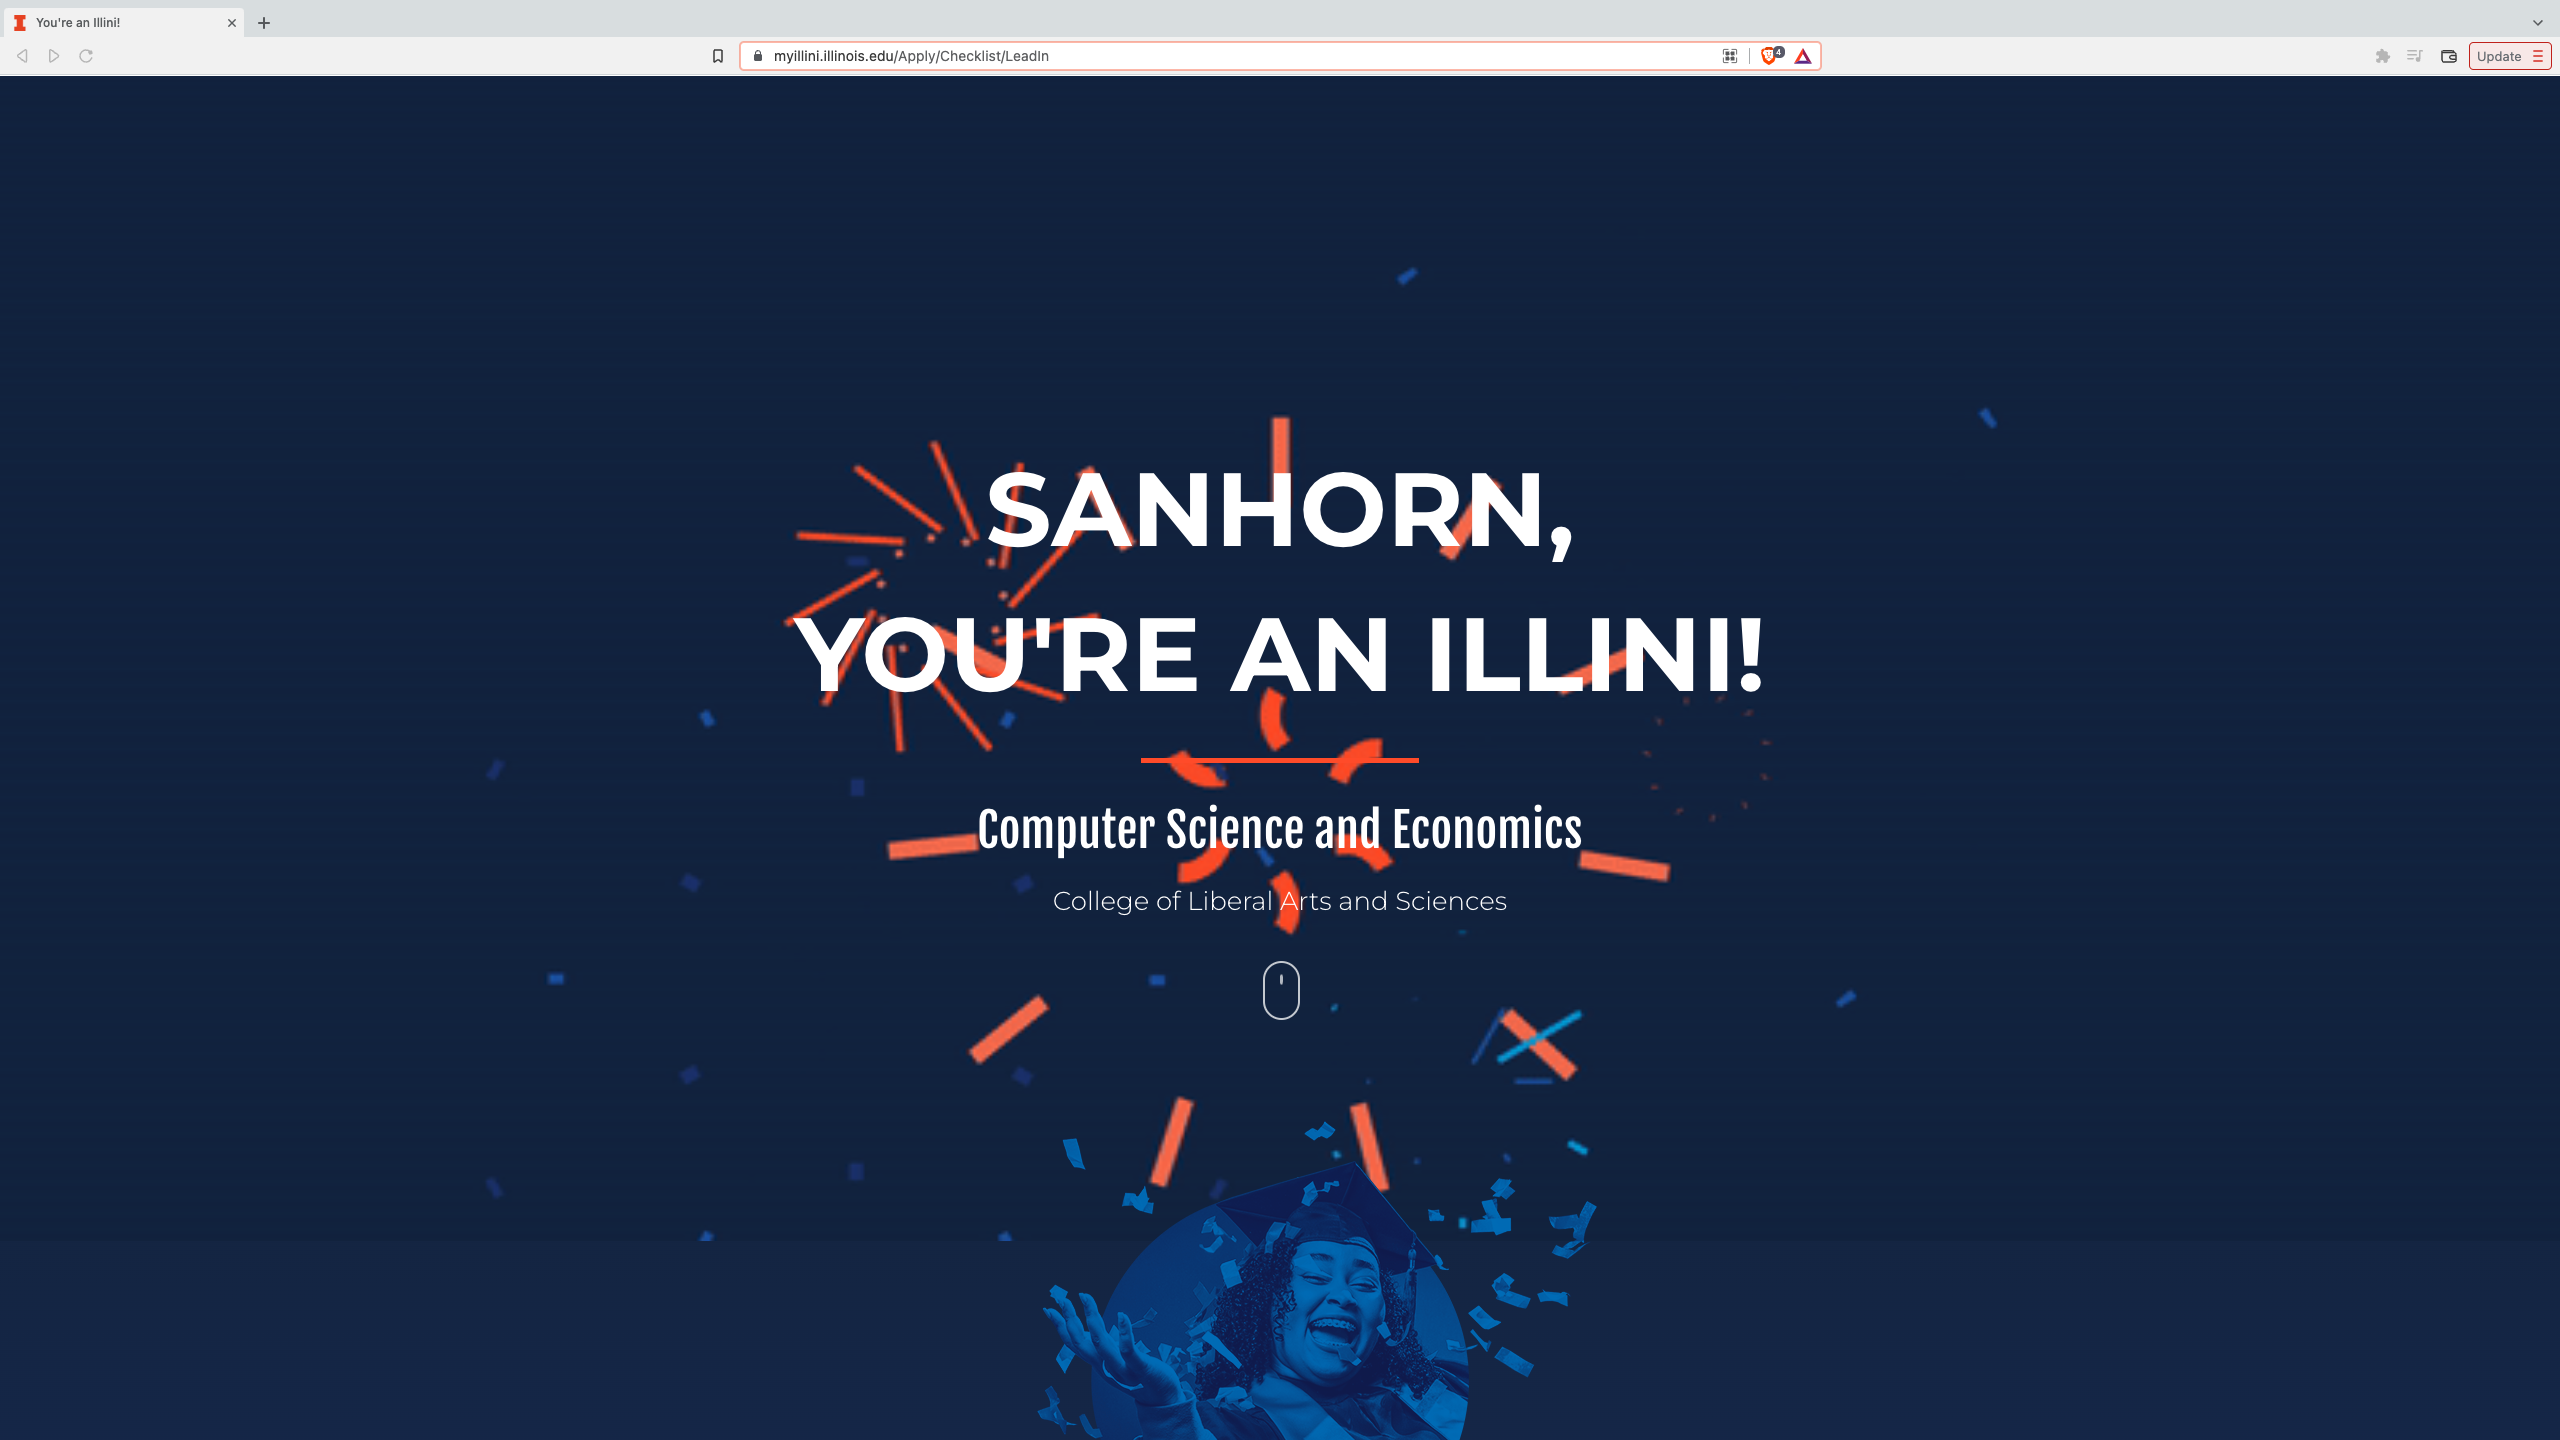 You're an Illini!
myillini.illinois.edu/Apply/Checklist/LeadIn
4
Update
SANHORN,
YOU'RE AN ILLINI!
Computer Science and Economics
College of Liberal Arts and Sciences